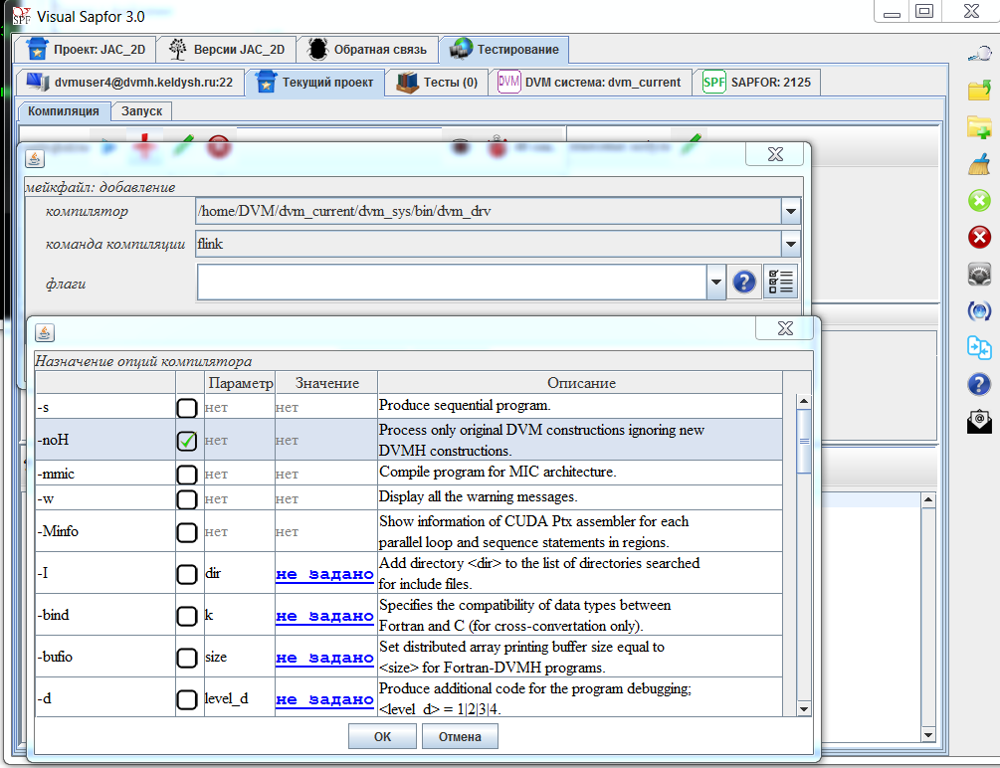 Visual Sapfor 3.0
Проект: JAC_2D Версии JAC_2D Обратная связь Тестирование
dvmuser4@dvmh.keldysh.ru:22 Текущий проект Тесты (0) DVM DVM система: dvm_current SPF SAPFOR: 2125
Компиляция Запуск
мейкфайл: добавление
компилятор /home/DVM/dvm_current/dvm_sys/bin/dvm_drv
команда компиляции flink
флаги
Назначение опций компилятора
Параметр Значение Описание
-s нет нет Produce sequential program.
-noH нет нет Process only original DVM constructions ignoring new
DVMH constructions.
-mmic нет нет Compile program for MIC architecture.
-w нет нет Display all the warning messages.
-Minfo нет нет Show information of CUDA Ptx assembler for each
parallel loop and sequence statements in regions.
-I dir не задано Add directory <dir> to the list of directories searched
for include files.
-bind k не задано Specifies the compatibility of data types between
Fortran and C (for cross-convertation only).
-bufio size не задано Set distributed array printing buffer size equal to
<size> for Fortran-DVMH programs.
-d level_d не задано Produce additional code for the program debugging;
<level_d> = 1|2|3|4.
OK Отмена